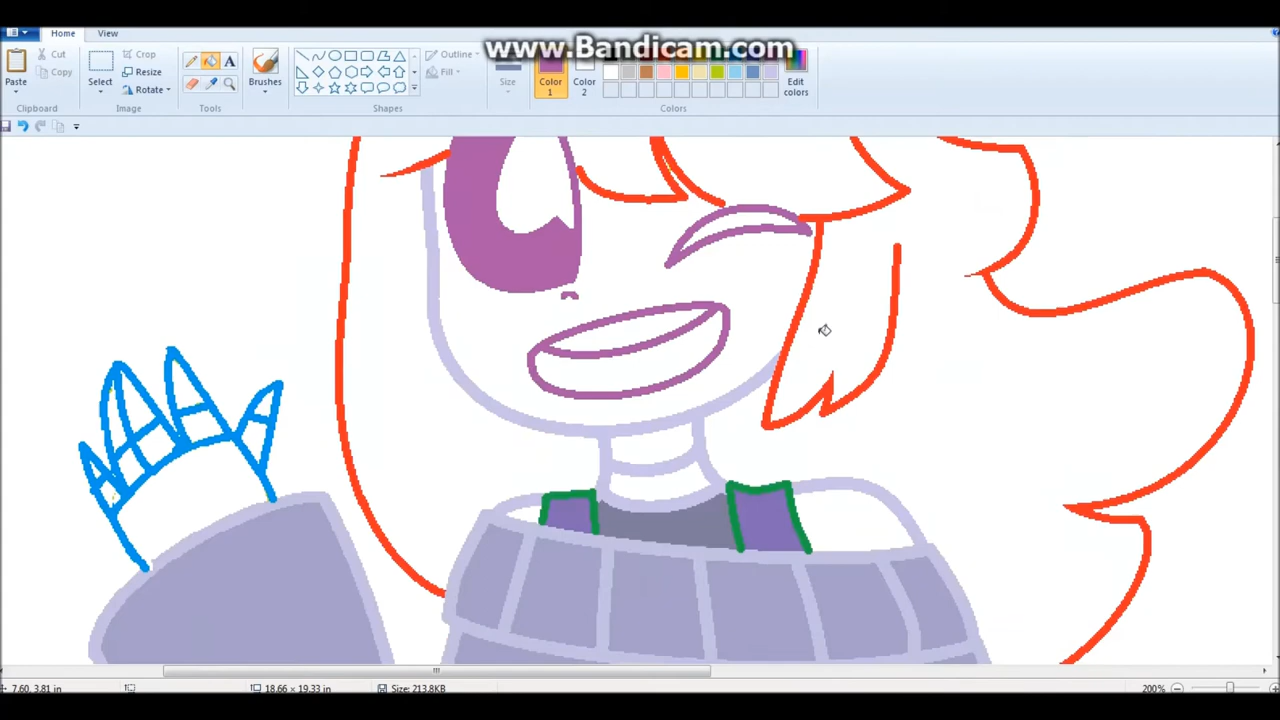 www.Bandicam.com
Home View
Cut
Copy
Paste
Clipboard
Select
Crop
Resize
Rotate
Image
Tools
Brushes
Outline
Fill
Shapes
Size
Color
1
Color
2
Edit
colors
Colors
7.60, 3.81 in
18.66 × 19.33 in
Size: 213.8KB
200%